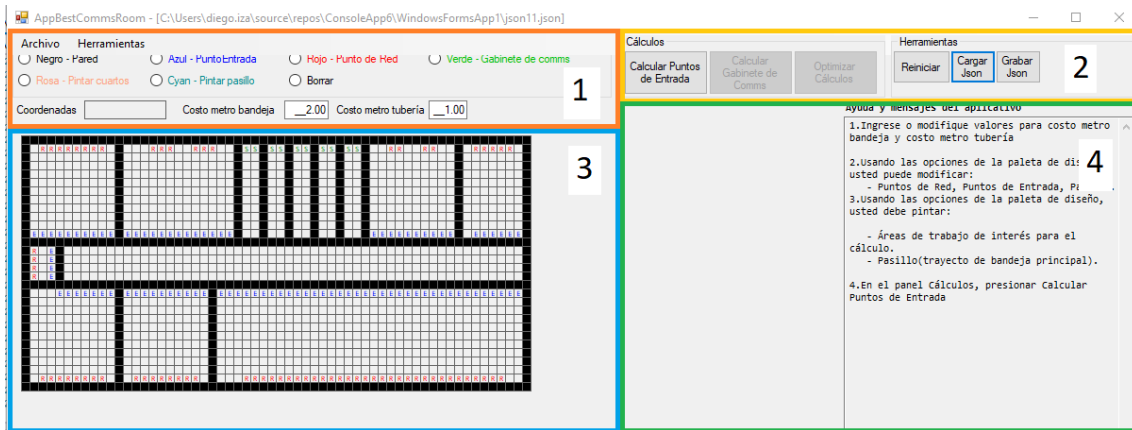 AppBestCommsRoom - [C:\Users\diego.iza\source\repos\ConsoleApp6\WindowsFormsApp1\json11.json]
Archivo Herramientas
Negro - Pared Azul - PuntoEntrada Rojo - Punto de Red Verde - Gabinete de comms
Rosa - Pintar cuartos Cyan - Pintar pasillo Borrar
Coordenadas Costo metro bandeja __2.00 Costo metro tubería __1.00
1
Cálculos
Calcular Puntos de Entrada
Calcular Gabinete de Comms
Optimizar Cálculos
Herramientas
Reiniciar
Cargar Json
Grabar Json
2
3
Ayuda y mensajes del aplicativo
1.Ingrese o modifique valores para costo metro
bandeja y costo metro tubería
2.Usando las opciones de la paleta de
usted puede modificar:
- Puntos de Red, Puntos de Entrada,
3.Usando las opciones de la paleta de diseño,
usted debe pintar:
- Áreas de trabajo de interés para el
cálculo.
- Pasillo(trayecto de bandeja principal).
4.En el panel Cálculos, presionar Calcular
Puntos de Entrada
4